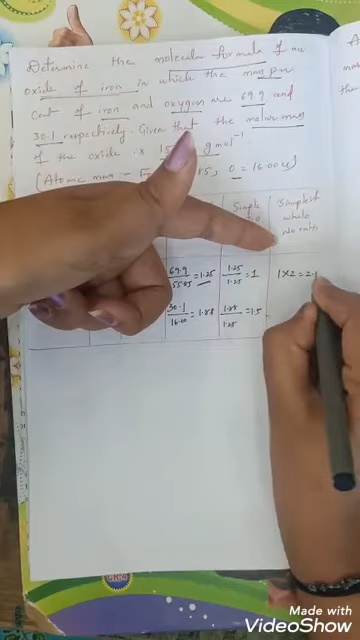 Determine the molecular formula of an
oxide of iron in which the mass per
cent of iron and oxygen are 69.9 and
30.1 respectively. Given that the molar mass
of the oxide is g mol⁻¹
(Atomic mass - 85, O = 16.00 u)
Simple
Simplest
whole
no ratio
69.9/55.85 = 1.25
1.25/1.25 = 1
1 × 2 = 2
30.1/16.00 = 1.88
1.88/1.25 = 1.5
Made with
VideoShow